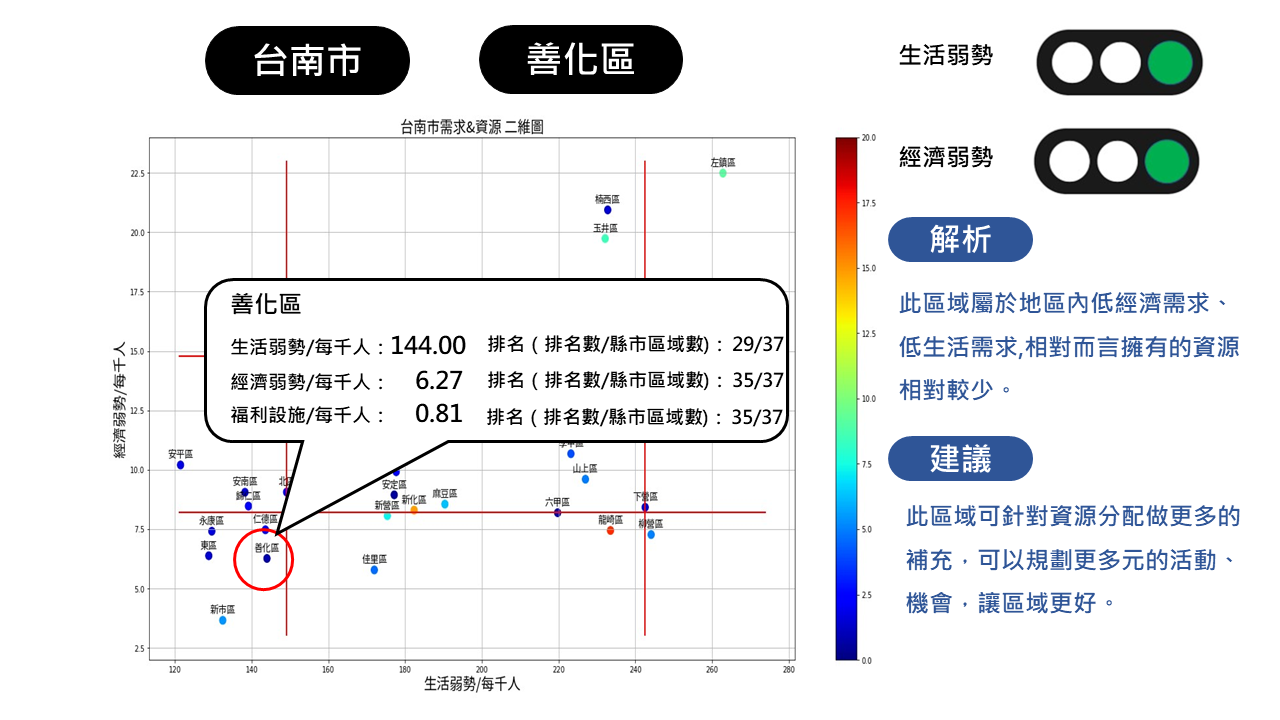 台南市
善化區
生活弱勢
經濟弱勢
台南市需求&資源 二維圖
解析
此區域屬於地區內低經濟需求、
低生活需求,相對而言擁有的資源
相對較少。
建議
此區域可針對資源分配做更多的
補充，可以規劃更多元的活動、
機會，讓區域更好。
善化區
生活弱勢/每千人：144.00 排名（排名數/縣市區域數)：29/37
經濟弱勢/每千人： 6.27 排名（排名數/縣市區域數)：35/37
福利設施/每千人： 0.81 排名（排名數/縣市區域數)：35/37
左鎮區
楠西區
玉井區
安平區
安南區
歸仁區
永康區
仁德區
東區
善化區
新市區
安定區
新營區
新化區
麻豆區
佳里區
山上區
六甲區
下營區
龍崎區
柳營區
經濟弱勢/每千人
22.5
20.0
17.5
15.0
12.5
10.0
7.5
5.0
2.5
120 140 160 180 200 220 240 260 280
生活弱勢/每千人
20.0
17.5
15.0
12.5
10.0
7.5
5.0
2.5
0.0